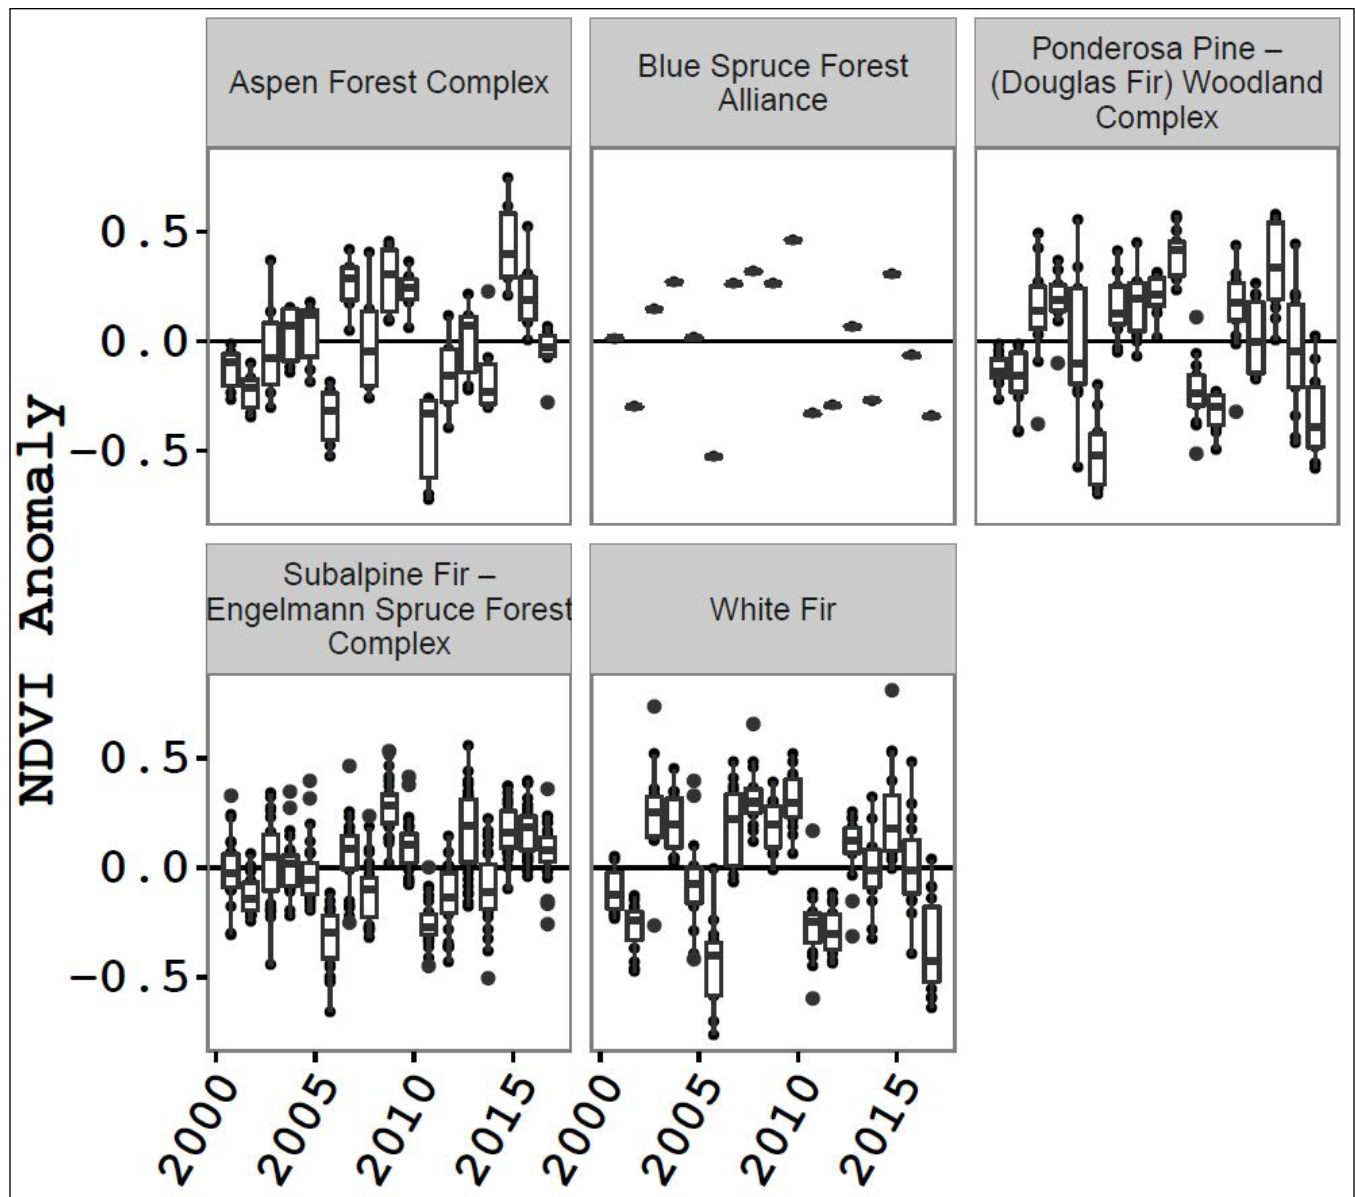 Aspen Forest Complex
Blue Spruce Forest
Alliance
Ponderosa Pine –
(Douglas Fir) Woodland
Complex
0.5
0.0
−0.5
NDVI Anomaly
Subalpine Fir –
Engelmann Spruce Forest
Complex
White Fir
0.5
0.0
−0.5
2000
2005
2010
2015
2000
2005
2010
2015